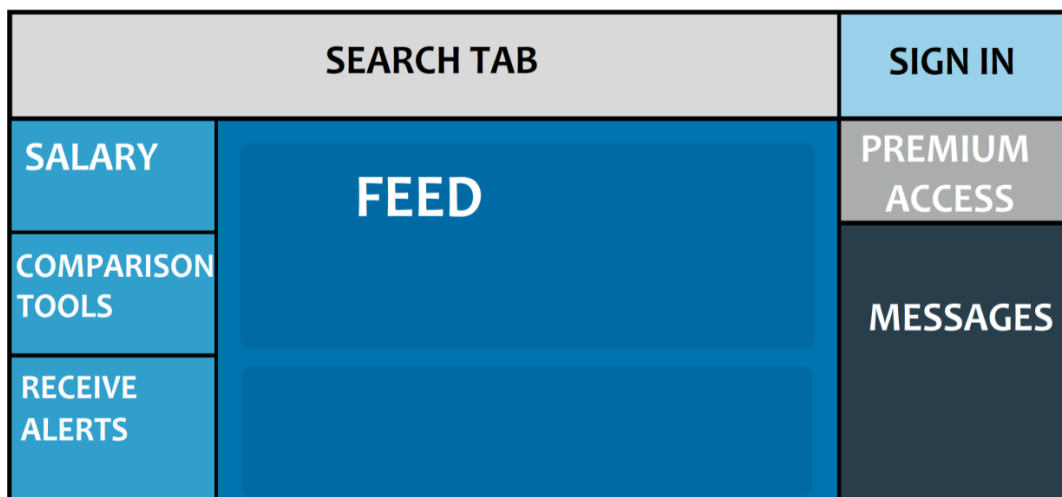 SEARCH TAB
SIGN IN
SALARY
COMPARISON
TOOLS
RECEIVE
ALERTS
FEED
PREMIUM
ACCESS
MESSAGES